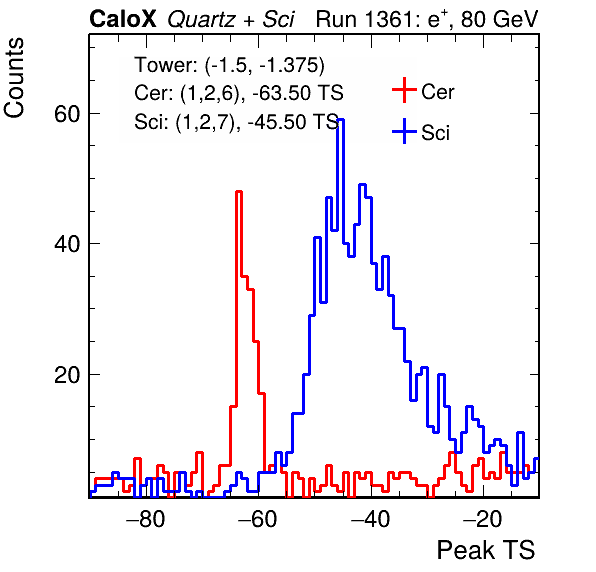 CaloX Quartz + Sci Run 1361: e⁺, 80 GeV
Counts
Tower: (-1.5, -1.375)
Cer: (1,2,6), -63.50 TS
Sci: (1,2,7), -45.50 TS
Cer
Sci
60
40
20
−80 −60 −40 −20
Peak TS